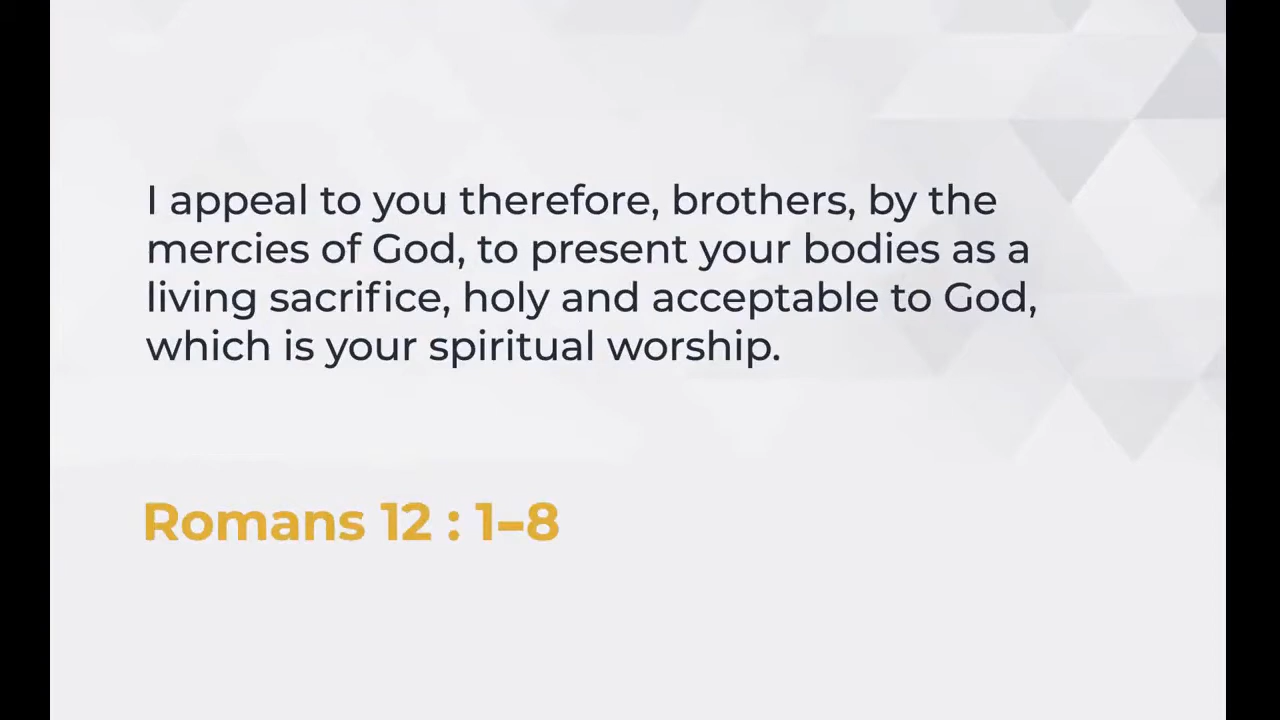 I appeal to you therefore, brothers, by the
mercies of God, to present your bodies as a
living sacrifice, holy and acceptable to God,
which is your spiritual worship.
Romans 12 : 1–8